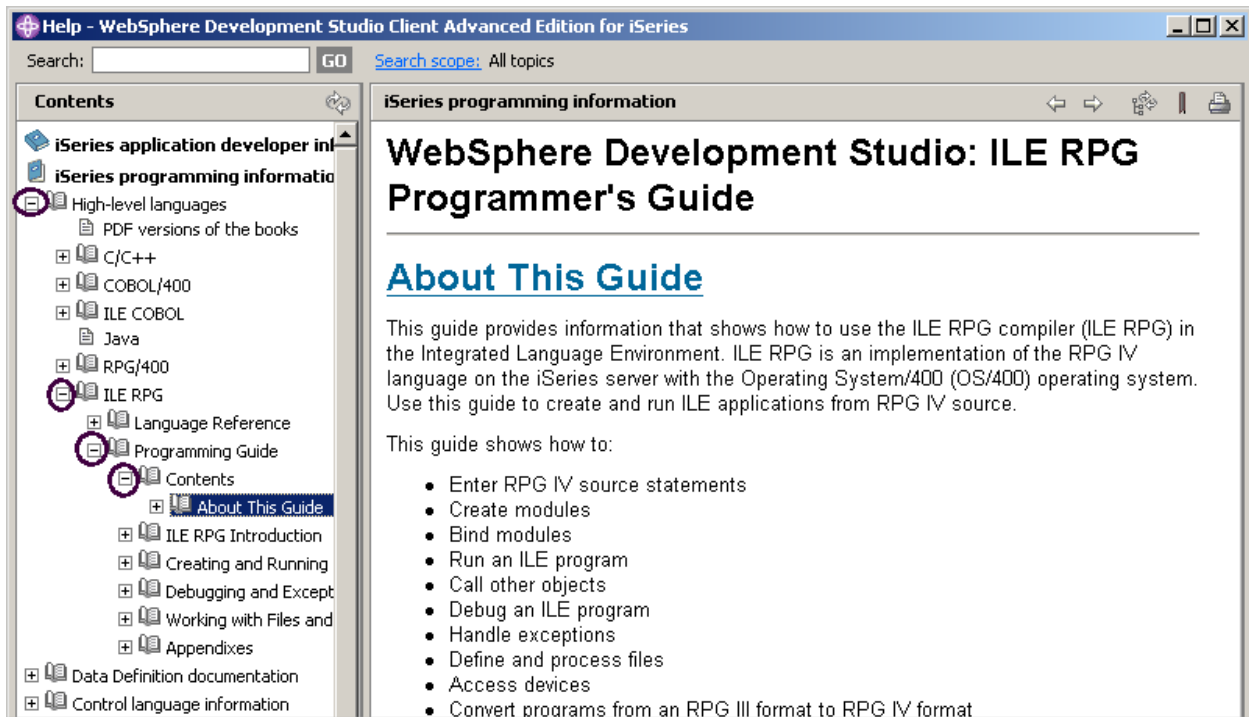 Help - WebSphere Development Studio Client Advanced Edition for iSeries
Search: GO Search scope: All topics
Contents
iSeries application developer inf
iSeries programming informatio
High-level languages
PDF versions of the books
C/C++
COBOL/400
ILE COBOL
Java
RPG/400
ILE RPG
Language Reference
Programming Guide
Contents
About This Guide
ILE RPG Introduction
Creating and Running
Debugging and Except
Working with Files and
Appendixes
Data Definition documentation
Control language information
iSeries programming information
WebSphere Development Studio: ILE RPG
Programmer's Guide
About This Guide
This guide provides information that shows how to use the ILE RPG compiler (ILE RPG) in
the Integrated Language Environment. ILE RPG is an implementation of the RPG IV
language on the iSeries server with the Operating System/400 (OS/400) operating system.
Use this guide to create and run ILE applications from RPG IV source.
This guide shows how to:
• Enter RPG IV source statements
• Create modules
• Bind modules
• Run an ILE program
• Call other objects
• Debug an ILE program
• Handle exceptions
• Define and process files
• Access devices
• Convert programs from an RPG III format to RPG IV format